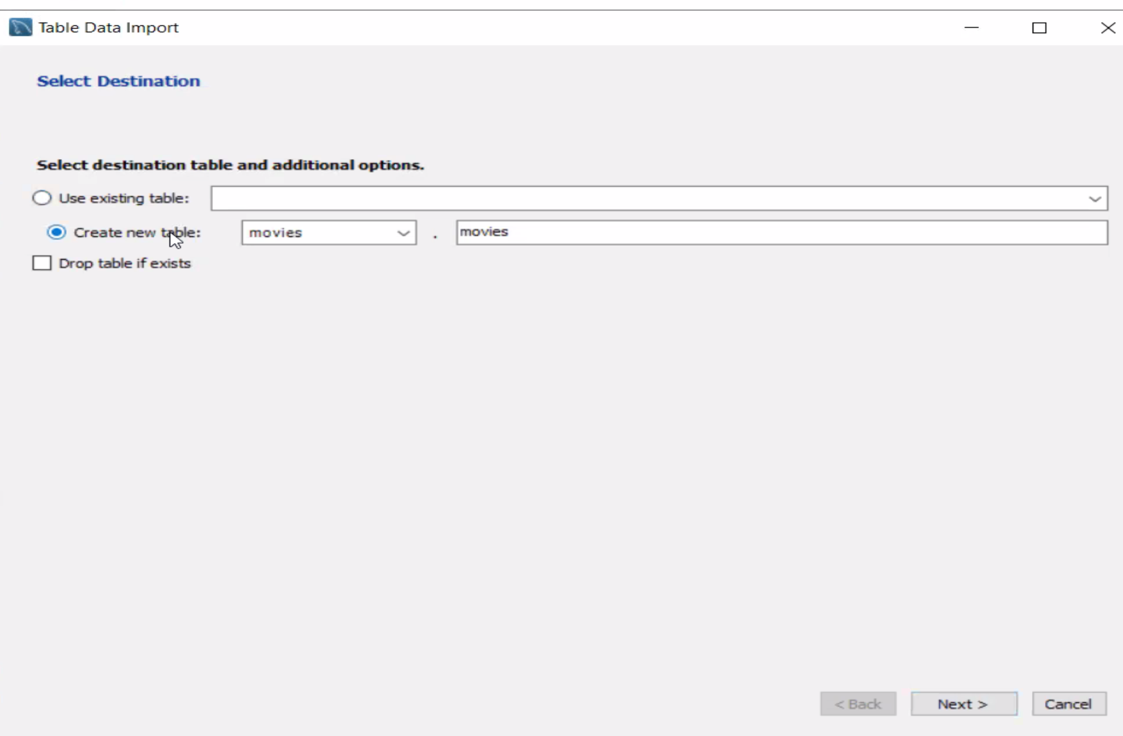 Table Data Import
Select Destination
Select destination table and additional options.
Use existing table:
Create new table: movies . movies
Drop table if exists
< Back Next > Cancel